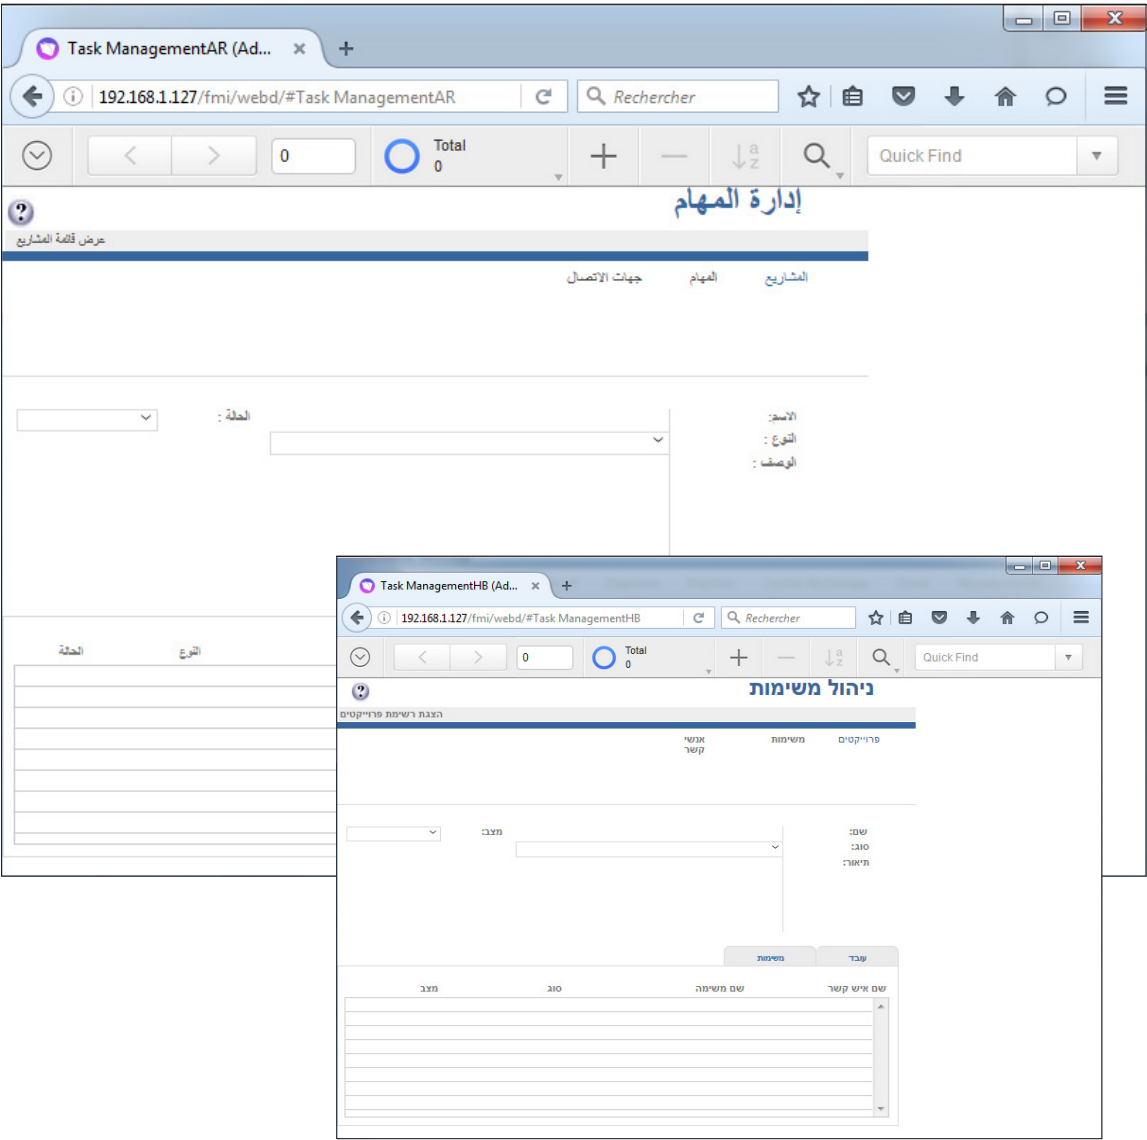 Task ManagementAR (Ad...
192.168.1.127/fmi/webd/#Task ManagementAR
Rechercher
0
Total
0
a
z
Quick Find
إدارة المهام
عرض قائمة المشاريع
المشاريع
المهام
جهات الاتصال
الاسم:
الحالة :
النوع :
الوصف :
النوع
الحالة
Task ManagementHB (Ad...
192.168.1.127/fmi/webd/#Task ManagementHB
Rechercher
0
Total
0
a
z
Quick Find
ניהול משימות
הצגת רשימת פרוייקטים
פרוייקטים
משימות
אנשי
קשר
שם:
מצב:
סוג:
תיאור:
עובד
משימות
שם איש קשר
שם משימה
סוג
מצב